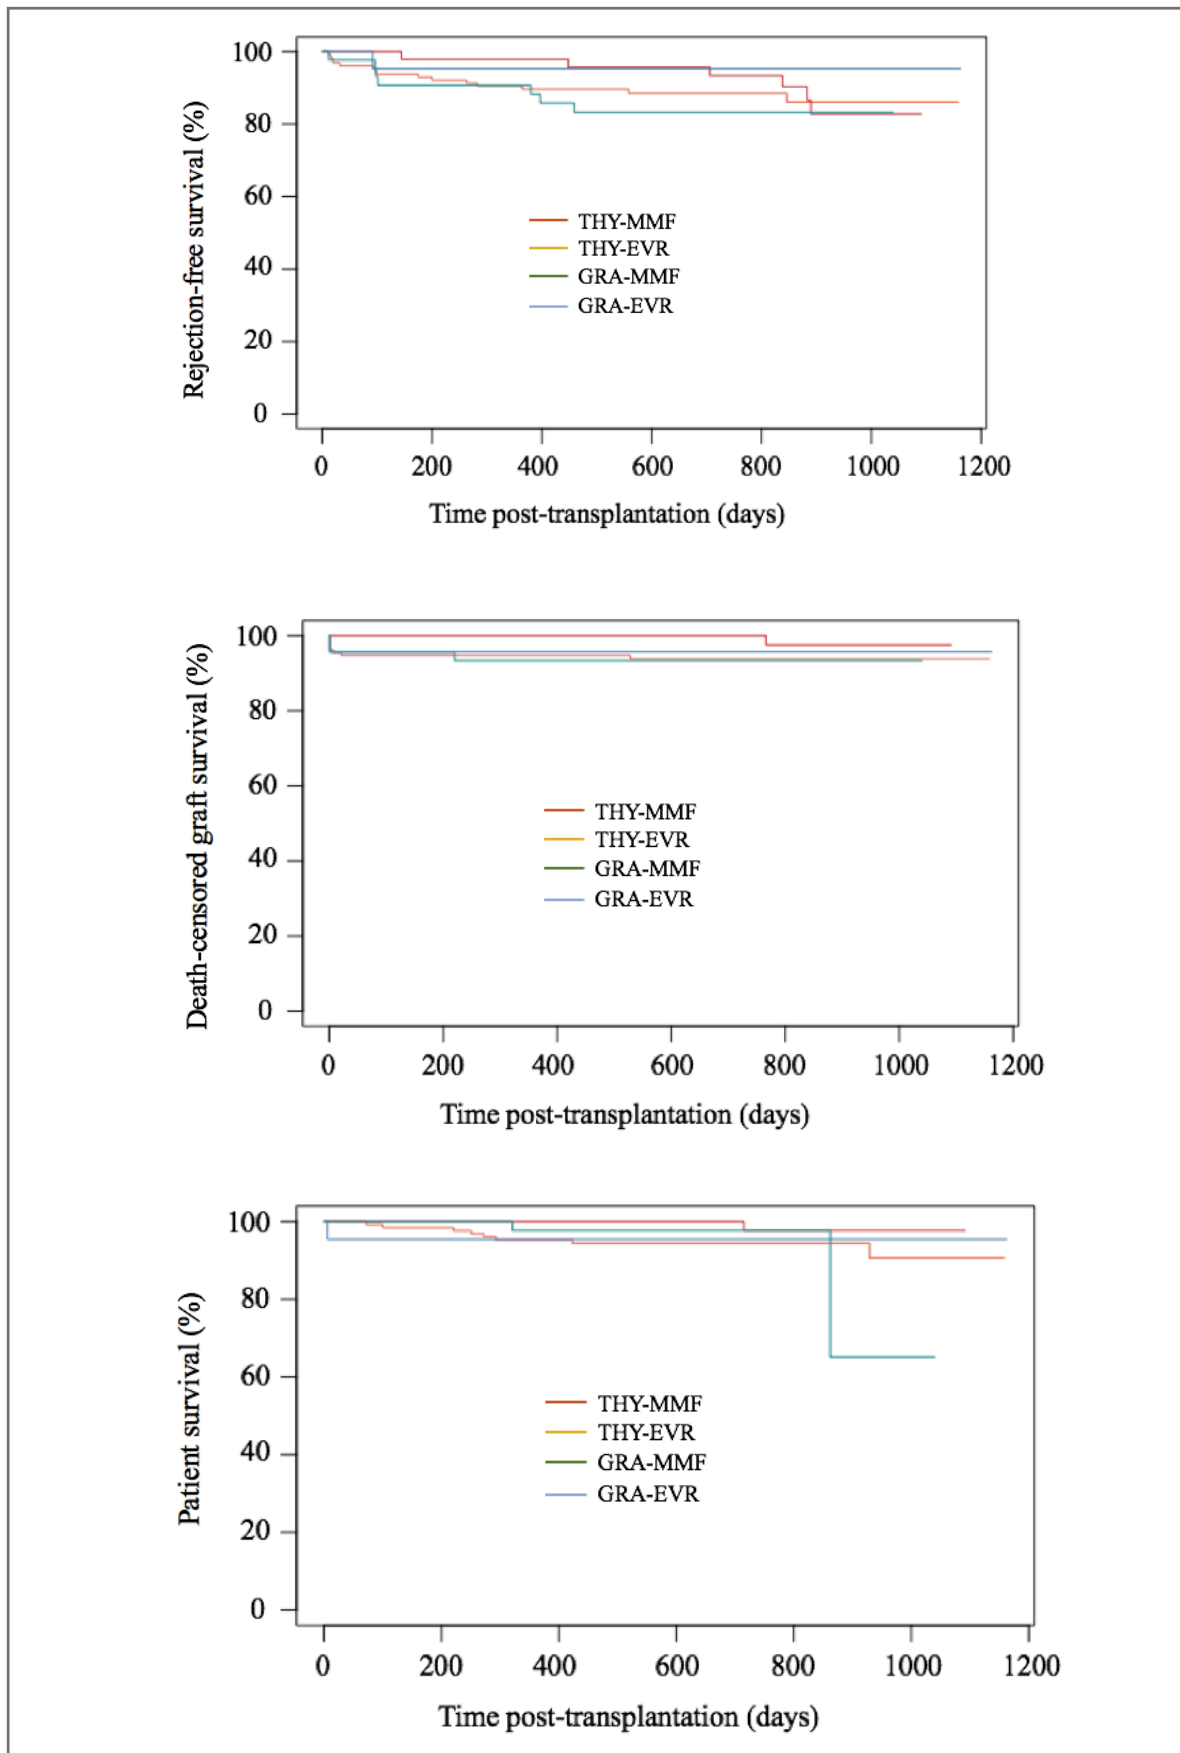 Rejection-free survival (%)
100
80
60
40
20
0
THY-MMF
THY-EVR
GRA-MMF
GRA-EVR
0 200 400 600 800 1000 1200
Time post-transplantation (days)
Death-censored graft survival (%)
100
80
60
40
20
0
THY-MMF
THY-EVR
GRA-MMF
GRA-EVR
0 200 400 600 800 1000 1200
Time post-transplantation (days)
Patient survival (%)
100
80
60
40
20
0
THY-MMF
THY-EVR
GRA-MMF
GRA-EVR
0 200 400 600 800 1000 1200
Time post-transplantation (days)